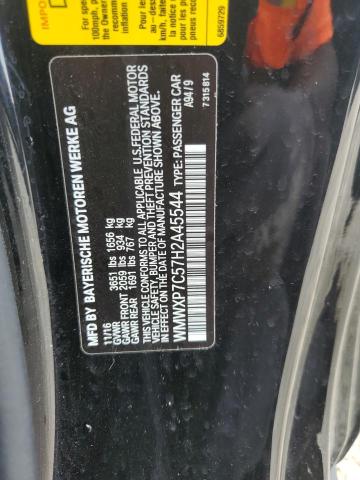 MFD BY BAYERISCHE MOTOREN WERKE AG
11/16
GVWR 3651 lbs 1656 kg
GAWR FRONT 2059 lbs 934 kg
GAWR REAR 1691 lbs 767 kg
THIS VEHICLE CONFORMS TO ALL APPLICABLE U.S.FEDERAL MOTOR
VEHICLE SAFETY, BUMPER AND THEFT PREVENTION STANDARDS
IN EFFECT ON THE DATE OF MANUFACTURE SHOWN ABOVE.
WMWXP7C57H2A45544 TYPE: PASSENGER CAR
A94/9
7315814
6859729